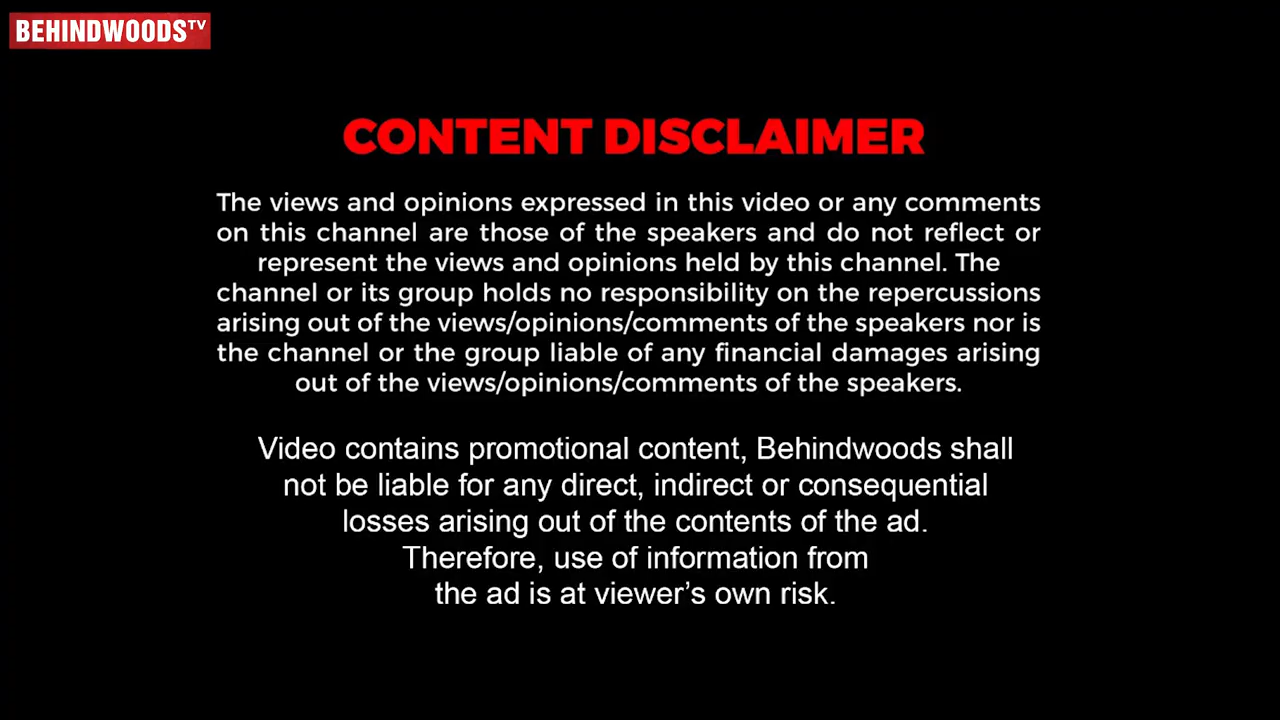 BEHINDWOODS TV
CONTENT DISCLAIMER
The views and opinions expressed in this video or any comments
on this channel are those of the speakers and do not reflect or
represent the views and opinions held by this channel. The
channel or its group holds no responsibility on the repercussions
arising out of the views/opinions/comments of the speakers nor is
the channel or the group liable of any financial damages arising
out of the views/opinions/comments of the speakers.
Video contains promotional content, Behindwoods shall
not be liable for any direct, indirect or consequential
losses arising out of the contents of the ad.
Therefore, use of information from
the ad is at viewer’s own risk.